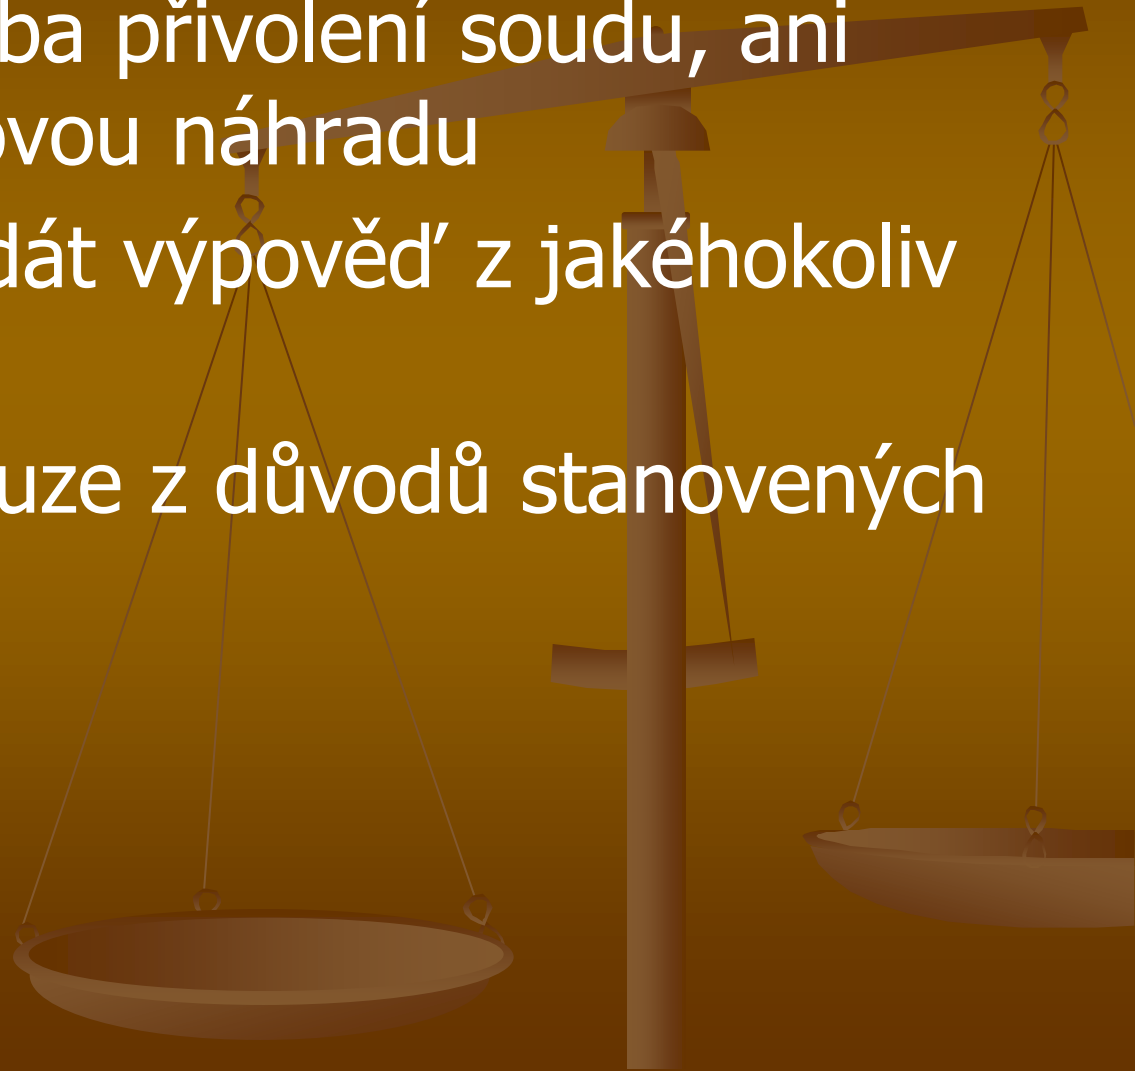 ba přivolení soudu, ani
ovou náhradu
dát výpověď z jakéhokoliv
uze z důvodů stanovených